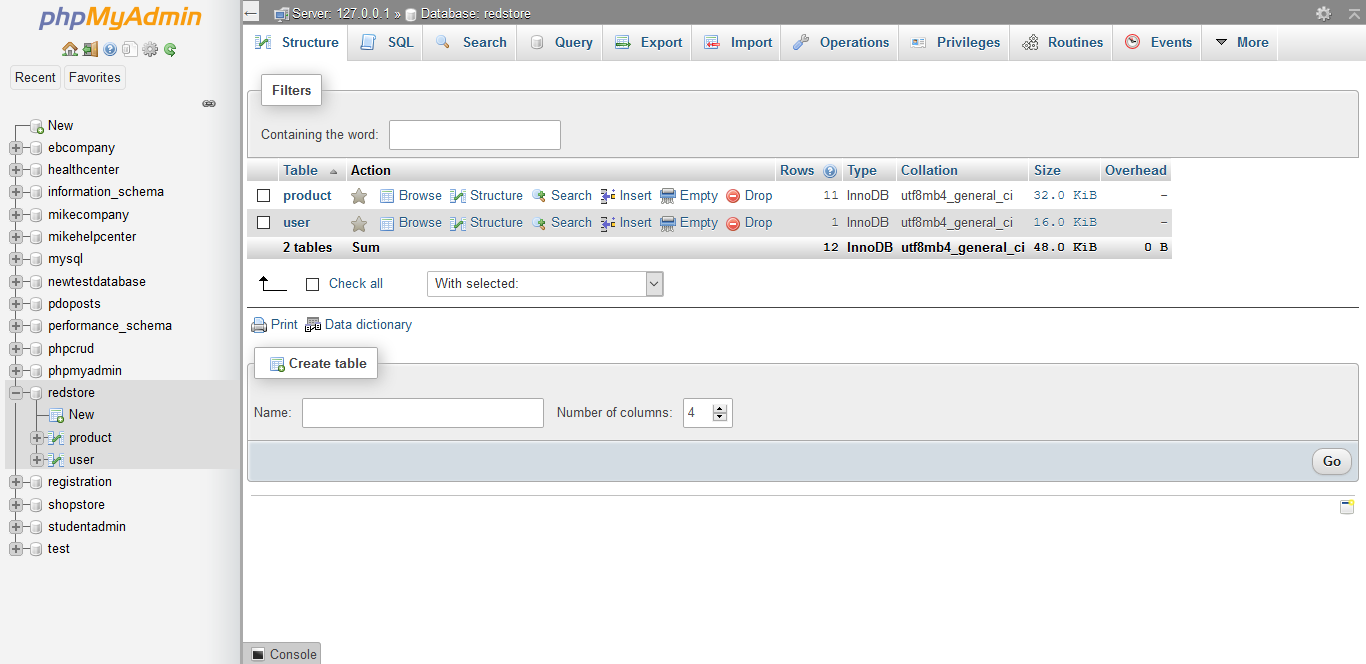 phpMyAdmin
Recent Favorites
New
ebcompany
healthcenter
information_schema
mikecompany
mikehelpcenter
mysql
newtestdatabase
pdoposts
performance_schema
phpcrud
phpmyadmin
redstore
New
product
user
registration
shopstore
studentadmin
test
Server: 127.0.0.1 » Database: redstore
Structure SQL Search Query Export Import Operations Privileges Routines Events More
Filters
Containing the word:
Table Action Rows Type Collation Size Overhead
product Browse Structure Search Insert Empty Drop 11 InnoDB utf8mb4_general_ci 32.0 KiB –
user Browse Structure Search Insert Empty Drop 1 InnoDB utf8mb4_general_ci 16.0 KiB –
2 tables Sum 12 InnoDB utf8mb4_general_ci 48.0 KiB 0 B
Check all With selected:
Print Data dictionary
Create table
Name: Number of columns: 4
Go
Console